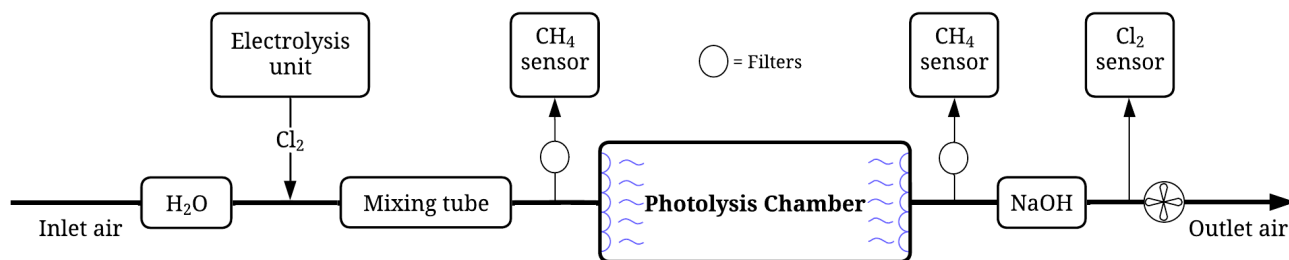 Electrolysis
unit
CH₄
sensor
= Filters
CH₄
sensor
Cl₂
sensor
Cl₂
H₂O
Mixing tube
Photolysis Chamber
NaOH
Inlet air
Outlet air